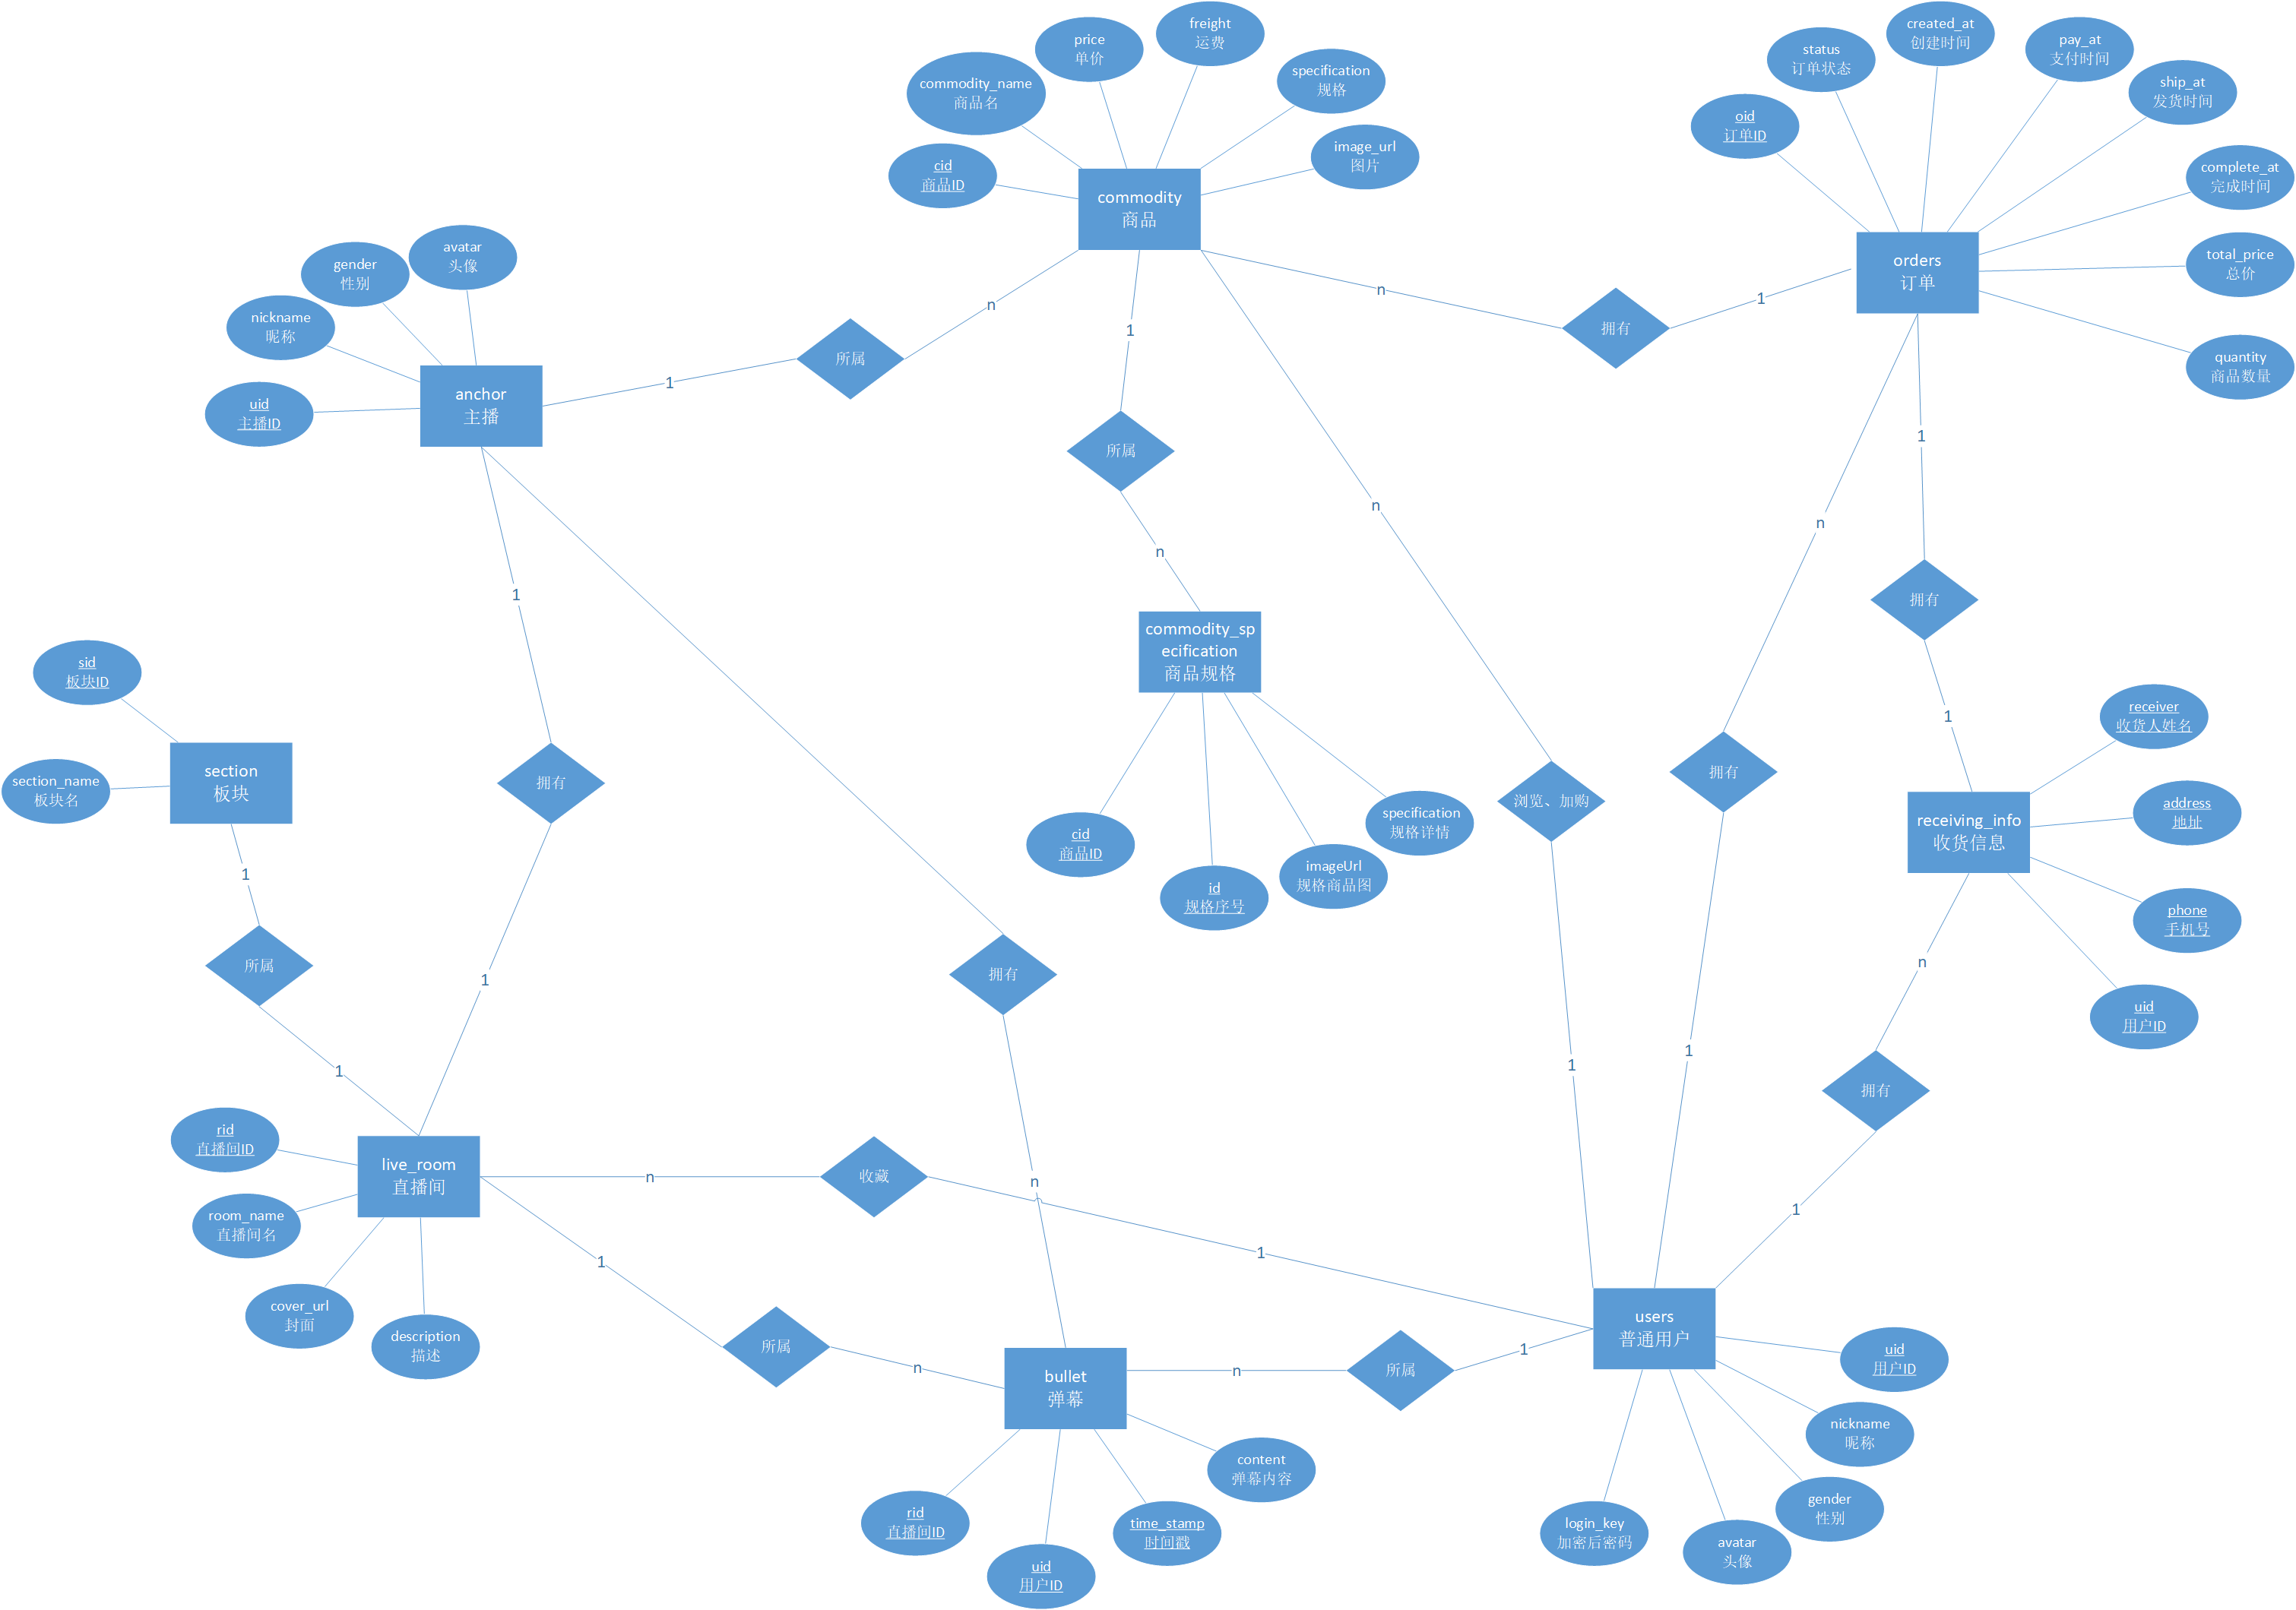 freight
运费
created_at
创建时间
price
单价
status
订单状态
pay_at
支付时间
specification
规格
commodity_name
商品名
ship_at
发货时间
oid
订单ID
image_url
图片
cid
商品ID
commodity
商品
complete_at
完成时间
orders
订单
total_price
总价
avatar
头像
gender
性别
nickname
昵称
n
n
1
拥有
所属
1
quantity
商品数量
anchor
主播
uid
主播ID
1
所属
1
n
n
n
1
拥有
commodity_sp
ecification
商品规格
sid
板块ID
receiver
收货人姓名
1
section
板块
section_name
板块名
拥有
拥有
浏览、加购
address
地址
specification
规格详情
receiving_info
收货信息
cid
商品ID
imageUrl
规格商品图
id
规格序号
1
phone
手机号
所属
n
拥有
1
uid
用户ID
1
1
1
拥有
rid
直播间ID
live_room
直播间
n
收藏
n
room_name
直播间名
1
1
1
cover_url
封面
description
描述
所属
n
bullet
弹幕
n
所属
1
users
普通用户
uid
用户ID
nickname
昵称
content
弹幕内容
gender
性别
rid
直播间ID
time_stamp
时间戳
login_key
加密后密码
avatar
头像
uid
用户ID